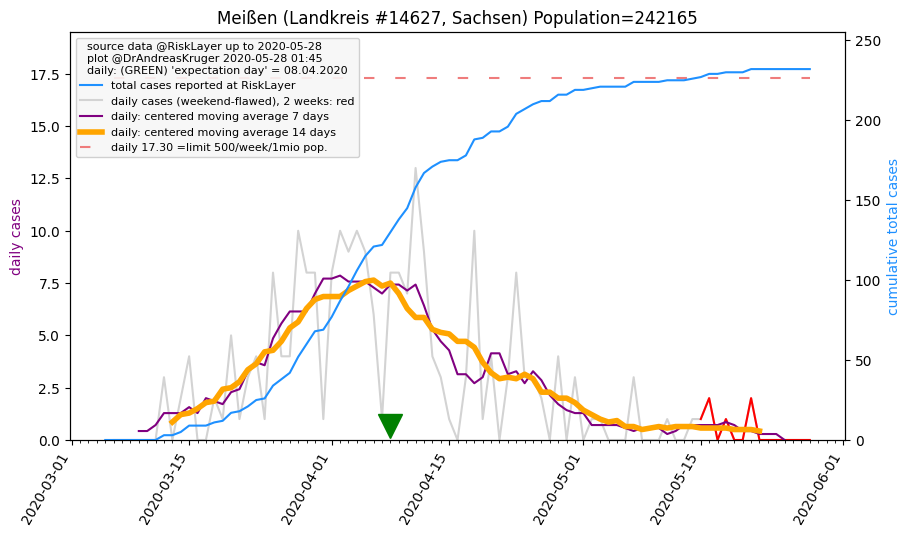 Meißen (Landkreis #14627, Sachsen) Population=242165
source data @RiskLayer up to 2020-05-28
plot @DrAndreasKruger 2020-05-28 01:45
daily: (GREEN) 'expectation day' = 08.04.2020
total cases reported at RiskLayer
daily cases (weekend-flawed), 2 weeks: red
daily: centered moving average 7 days
daily: centered moving average 14 days
daily 17.30 =limit 500/week/1mio pop.
daily cases
17.5
15.0
12.5
10.0
7.5
5.0
2.5
0.0
cumulative total cases
250
200
150
100
50
0
2020-03-01
2020-03-15
2020-04-01
2020-04-15
2020-05-01
2020-05-15
2020-06-01